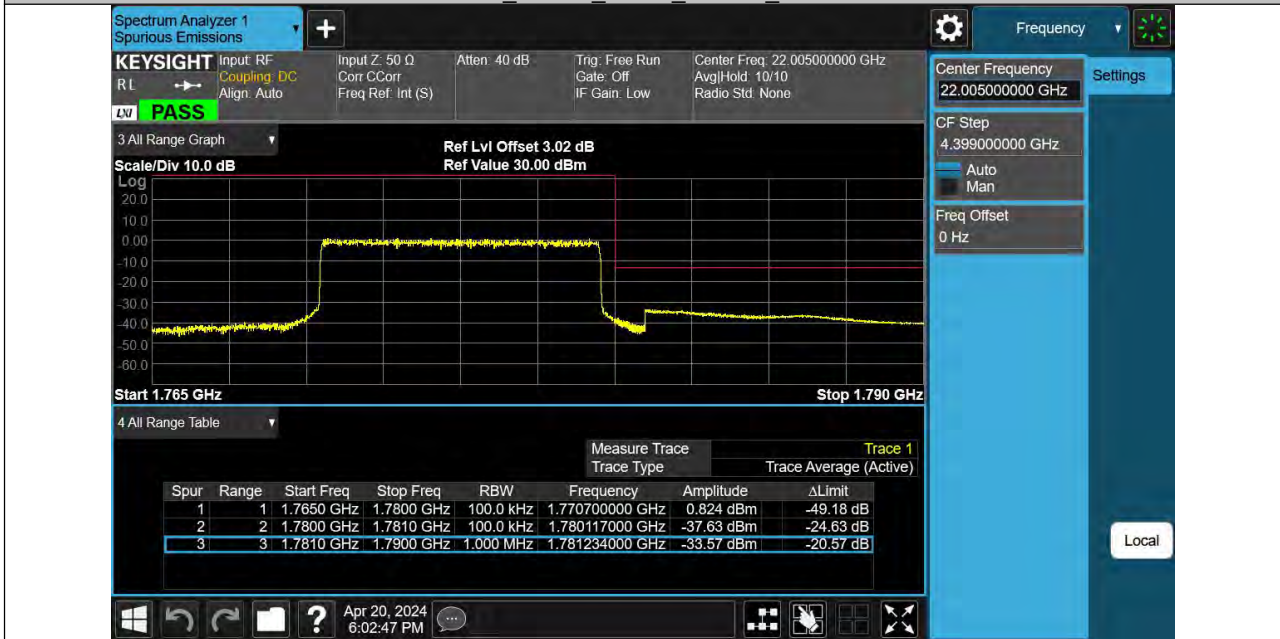 Spectrum Analyzer 1
Spurious Emissions
Frequency
KEYSIGHT
R L
LXI
PASS
Input: RF
Coupling: DC
Align: Auto
Input Z: 50 Ω
Corr CCorr
Freq Ref: Int (S)
Atten: 40 dB
Trig: Free Run
Gate: Off
IF Gain: Low
Center Freq: 22.005000000 GHz
Avg|Hold: 10/10
Radio Std: None
Center Frequency
22.005000000 GHz
Settings
CF Step
4.399000000 GHz
Auto
Man
Freq Offset
0 Hz
3 All Range Graph
Scale/Div 10.0 dB
Ref Lvl Offset 3.02 dB
Ref Value 30.00 dBm
Log
20.0
10.0
0.00
-10.0
-20.0
-30.0
-40.0
-50.0
-60.0
Start 1.765 GHz
Stop 1.790 GHz
4 All Range Table
Measure Trace Trace 1
Trace Type Trace Average (Active)
Spur Range Start Freq Stop Freq RBW Frequency Amplitude ΔLimit
1 1 1.7650 GHz 1.7800 GHz 100.0 kHz 1.770700000 GHz 0.824 dBm -49.18 dB
2 2 1.7800 GHz 1.7810 GHz 100.0 kHz 1.780117000 GHz -37.63 dBm -24.63 dB
3 3 1.7810 GHz 1.7900 GHz 1.000 MHz 1.781234000 GHz -33.57 dBm -20.57 dB
Local
Apr 20, 2024
6:02:47 PM